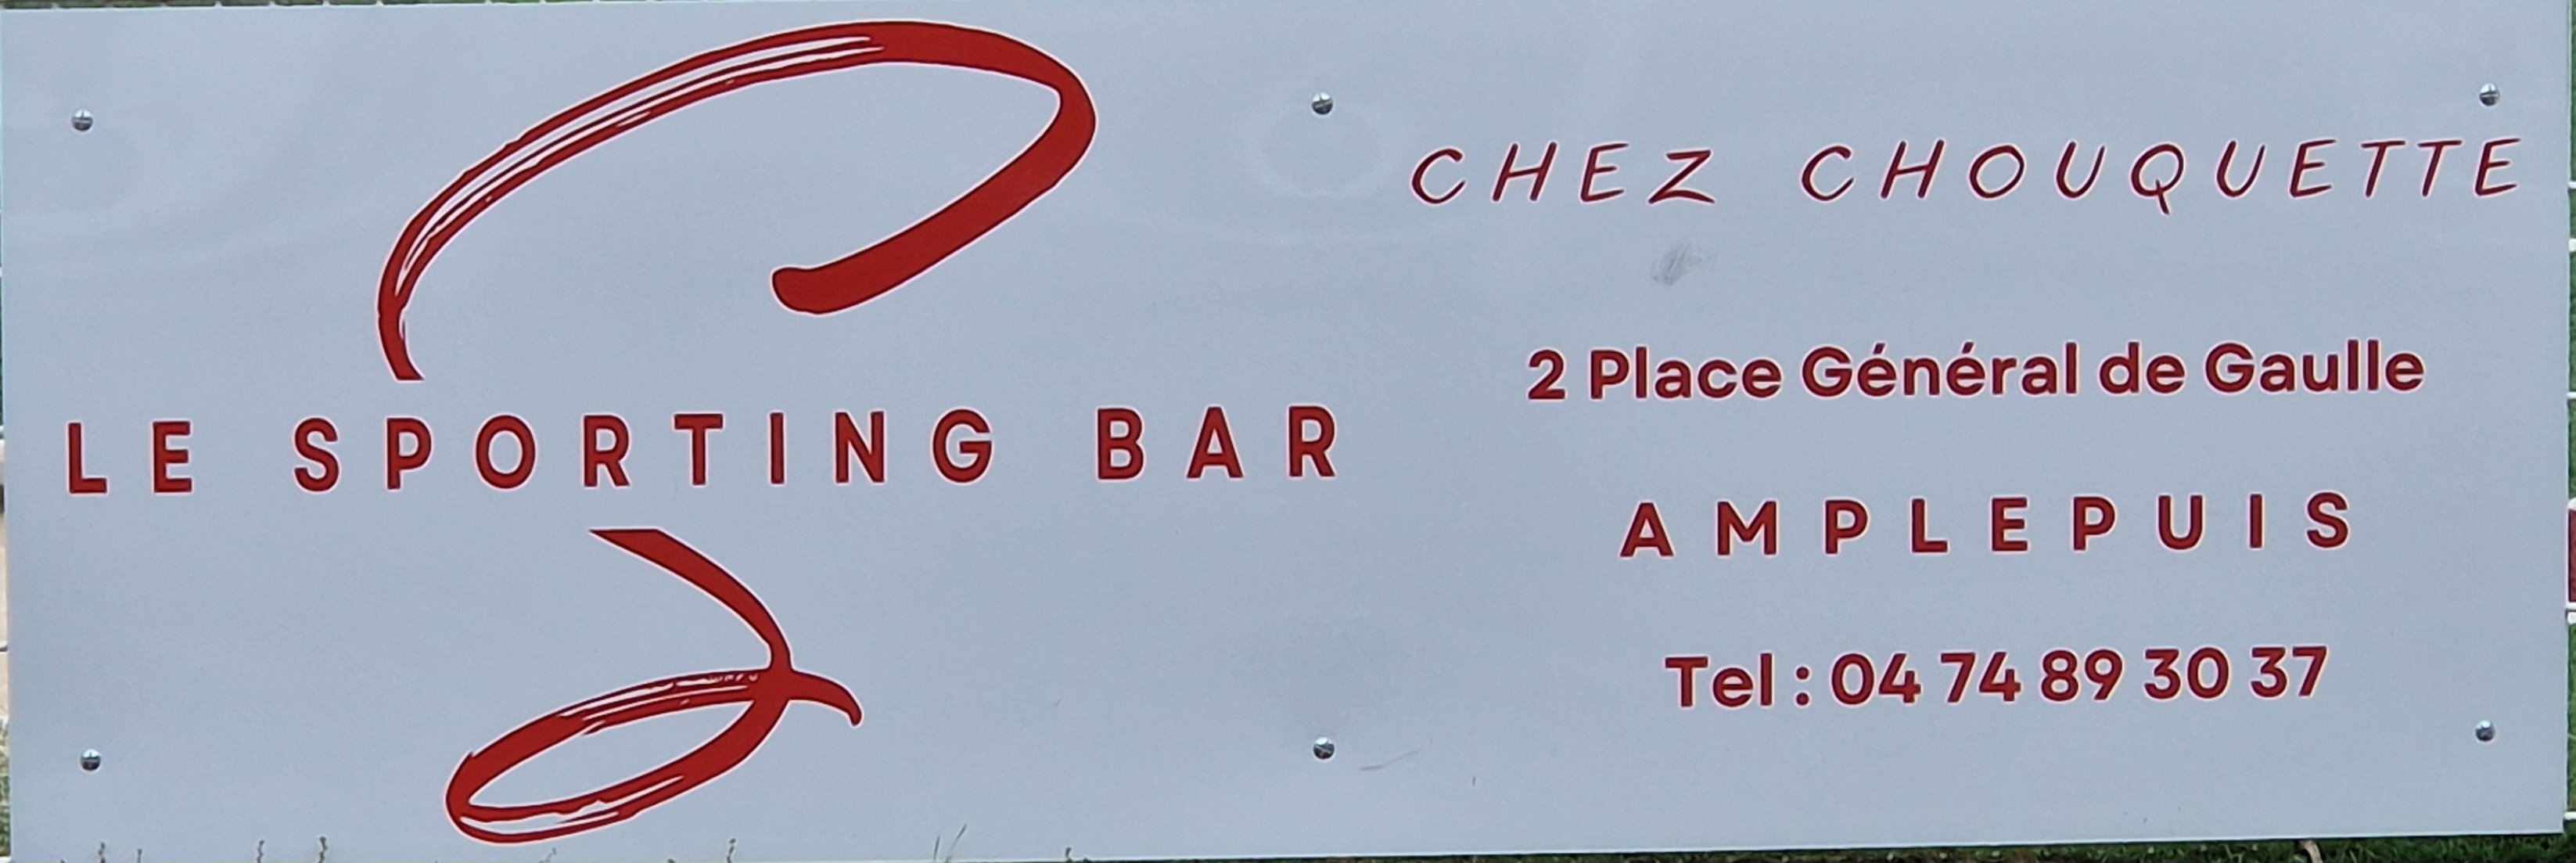 LE SPORTING BAR
CHEZ CHOUQUETTE
2 Place Général de Gaulle
AMPLEPUIS
Tel : 04 74 89 30 37